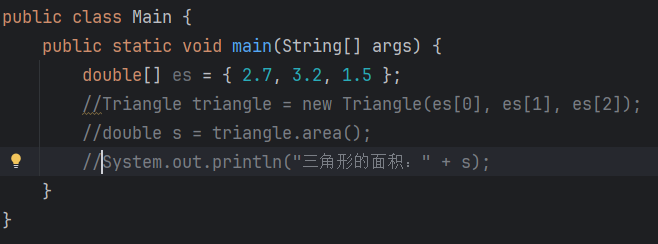 public class Main {
public static void main(String[] args) {
double[] es = { 2.7, 3.2, 1.5 };
//Triangle triangle = new Triangle(es[0], es[1], es[2]);
//double s = triangle.area();
//System.out.println("三角形的面积：" + s);
}
}